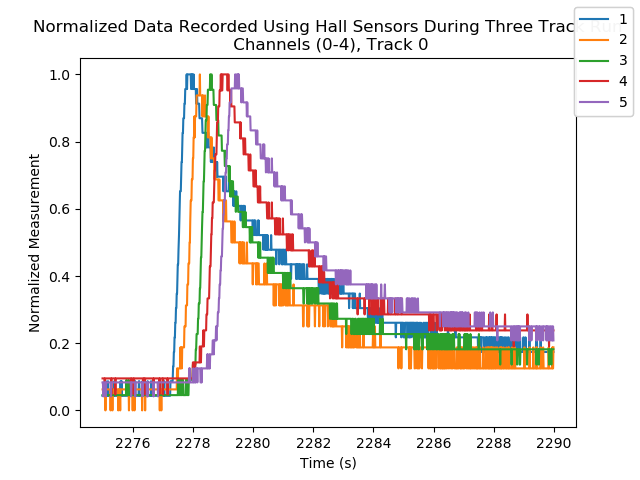 Normalized Data Recorded Using Hall Sensors During Three Track
Channels (0-4), Track 0
1
2
3
4
5
1.0
0.8
0.6
0.4
0.2
0.0
Normalized Measurement
2276 2278 2280 2282 2284 2286 2288 2290
Time (s)